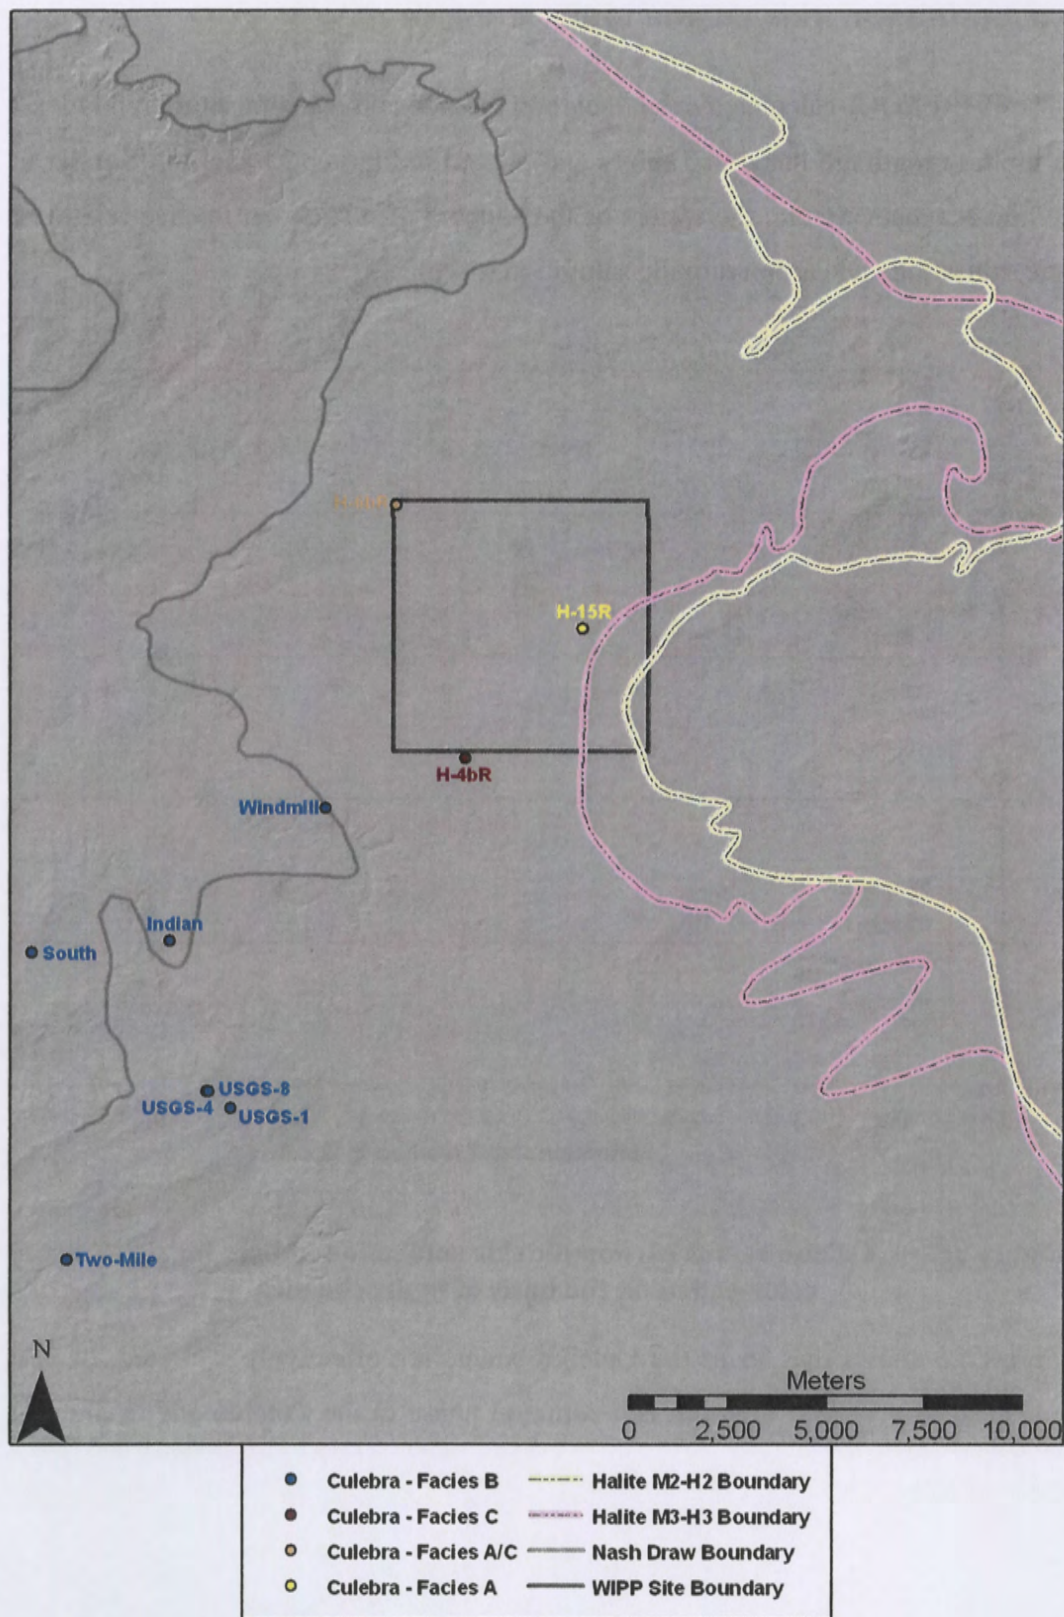 H-15R
H-4bR
Windmill
Indian
South
USGS-8
USGS-4
USGS-1
Two-Mile
N
Meters
0 2,500 5,000 7,500 10,000
Culebra - Facies B
Halite M2-H2 Boundary
Culebra - Facies C
Halite M3-H3 Boundary
Culebra - Facies A/C
Nash Draw Boundary
Culebra - Facies A
WIPP Site Boundary